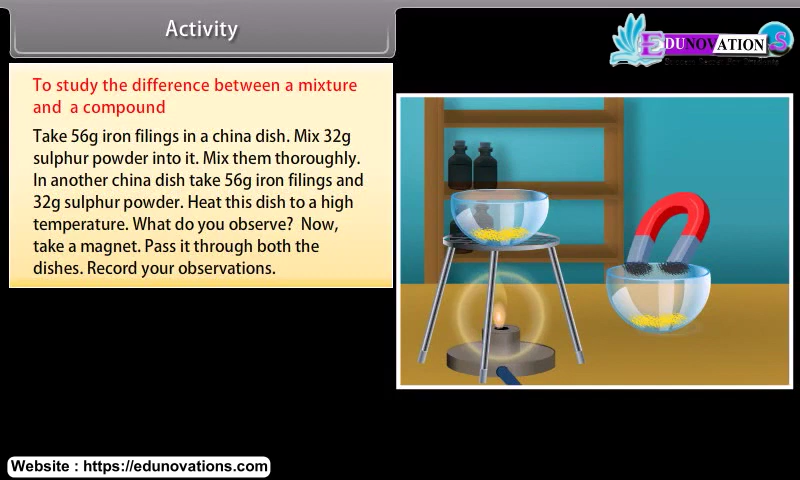 Activity
EDUNOVATION.S
To study the difference between a mixture
and a compound
Take 56g iron filings in a china dish. Mix 32g
sulphur powder into it. Mix them thoroughly.
In another china dish take 56g iron filings and
32g sulphur powder. Heat this dish to a high
temperature. What do you observe? Now,
take a magnet. Pass it through both the
dishes. Record your observations.
Website : https://edunovations.com